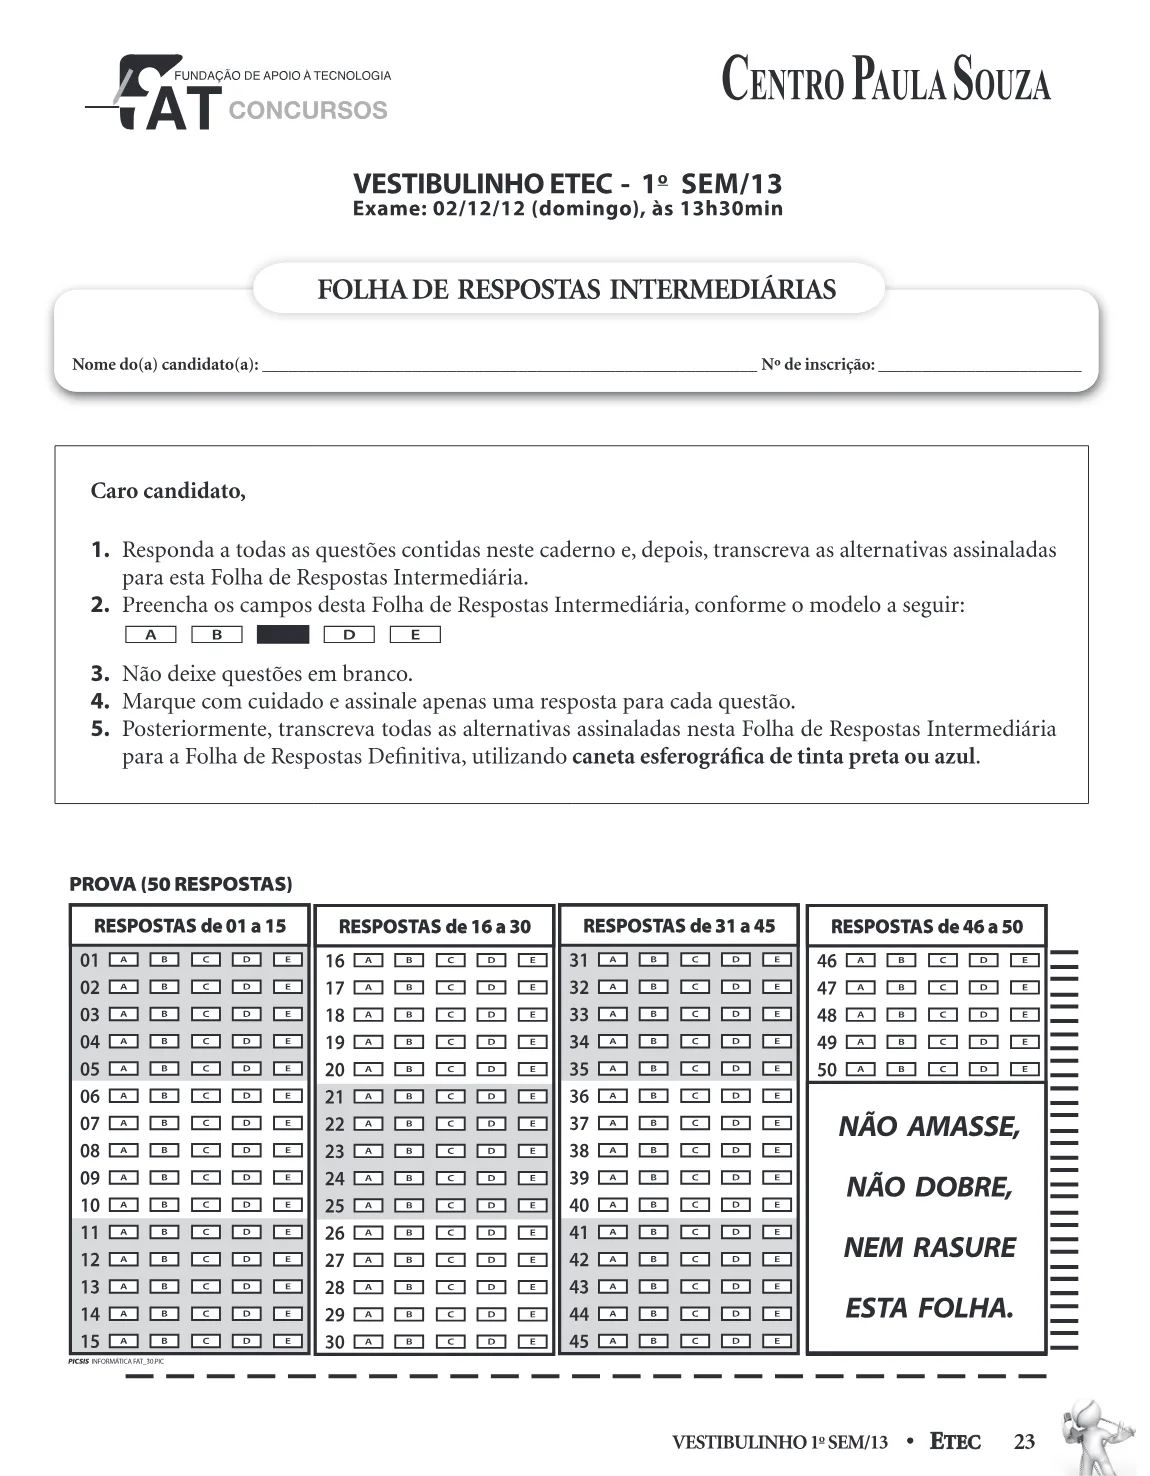 FUNDAÇÃO DE APOIO À TECNOLOGIA
FAT CONCURSOS
CENTRO PAULA SOUZA
VESTIBULINHO ETEC - 1º SEM/13
Exame: 02/12/12 (domingo), às 13h30min
FOLHA DE RESPOSTAS INTERMEDIÁRIAS
Nome do(a) candidato(a): ____________________ Nº de inscrição: ____________________
Caro candidato,
1. Responda a todas as questões contidas neste caderno e, depois, transcreva as alternativas assinaladas
para esta Folha de Respostas Intermediária.
2. Preencha os campos desta Folha de Respostas Intermediária, conforme o modelo a seguir:
A B D E
3. Não deixe questões em branco.
4. Marque com cuidado e assinale apenas uma resposta para cada questão.
5. Posteriormente, transcreva todas as alternativas assinaladas nesta Folha de Respostas Intermediária
para a Folha de Respostas Definitiva, utilizando caneta esferográfica de tinta preta ou azul.
PROVA (50 RESPOSTAS)
RESPOSTAS de 01 a 15
01 A B C D E
02 A B C D E
03 A B C D E
04 A B C D E
05 A B C D E
06 A B C D E
07 A B C D E
08 A B C D E
09 A B C D E
10 A B C D E
11 A B C D E
12 A B C D E
13 A B C D E
14 A B C D E
15 A B C D E
RESPOSTAS de 16 a 30
16 A B C D E
17 A B C D E
18 A B C D E
19 A B C D E
20 A B C D E
21 A B C D E
22 A B C D E
23 A B C D E
24 A B C D E
25 A B C D E
26 A B C D E
27 A B C D E
28 A B C D E
29 A B C D E
30 A B C D E
RESPOSTAS de 31 a 45
31 A B C D E
32 A B C D E
33 A B C D E
34 A B C D E
35 A B C D E
36 A B C D E
37 A B C D E
38 A B C D E
39 A B C D E
40 A B C D E
41 A B C D E
42 A B C D E
43 A B C D E
44 A B C D E
45 A B C D E
RESPOSTAS de 46 a 50
46 A B C D E
47 A B C D E
48 A B C D E
49 A B C D E
50 A B C D E
NÃO AMASSE,
NÃO DOBRE,
NEM RASURE
ESTA FOLHA.
PICSIS INFORMÁTICA FAT_30.PIC
VESTIBULINHO 1º SEM/13 • ETEC 23